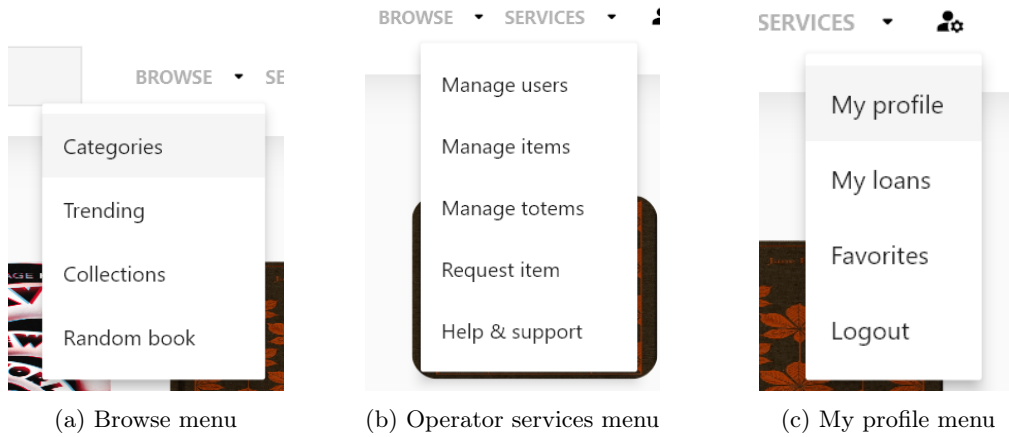 BROWSE
Categories
Trending
Collections
Random book
(a) Browse menu
BROWSE SERVICES
Manage users
Manage items
Manage totems
Request item
Help & support
(b) Operator services menu
SERVICES
My profile
My loans
Favorites
Logout
(c) My profile menu